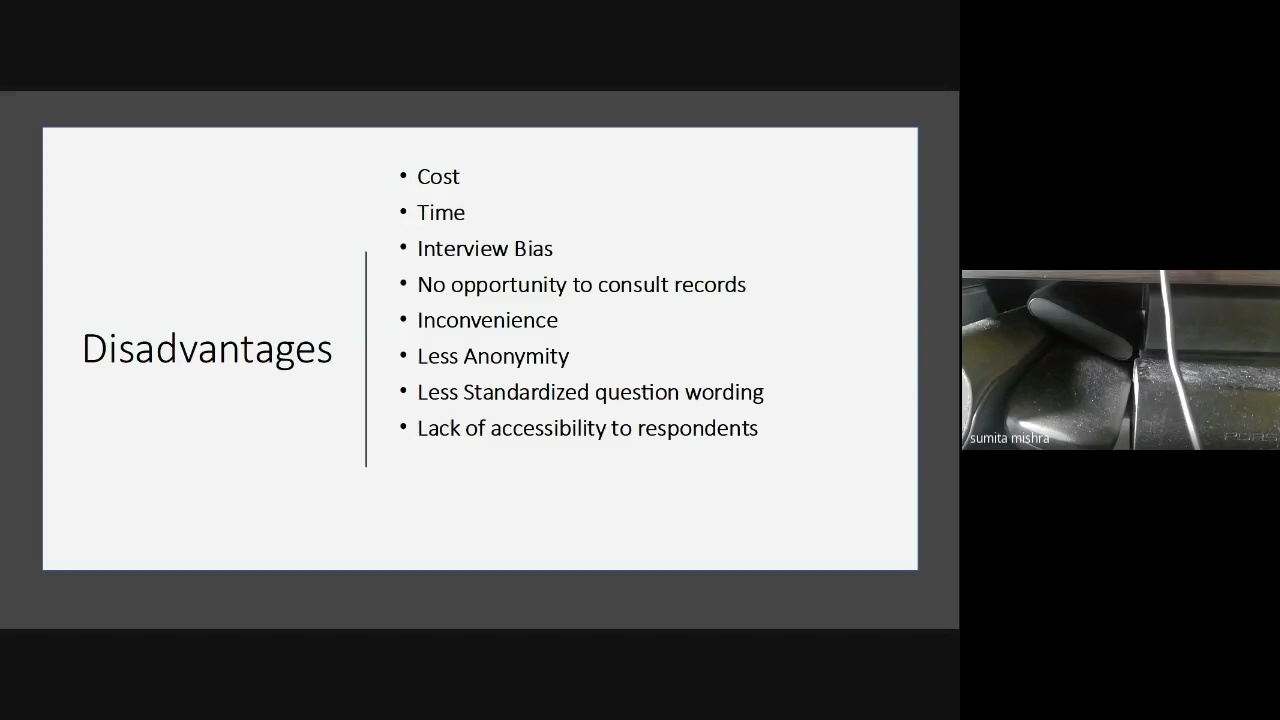 Disadvantages
Cost
Time
Interview Bias
No opportunity to consult records
Inconvenience
Less Anonymity
Less Standardized question wording
Lack of accessibility to respondents
sumita mishra